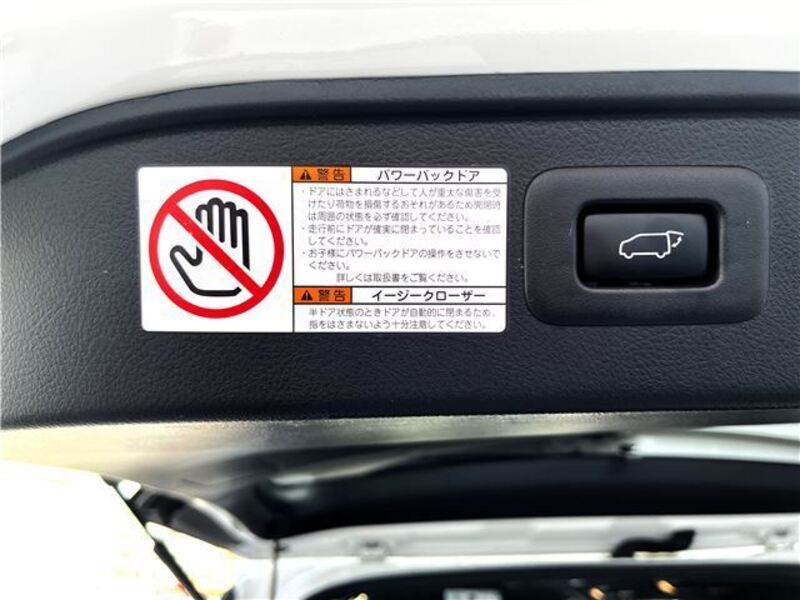 警告 パワーバックドア
・ドアにはさまれるなどして人が重大な傷害を受
けたり荷物を損傷するおそれがあるため開閉時
は周囲の状態を必ず確認してください。
・走行前にドアが確実に閉まっていることを確認
してください。
・お子様にパワーバックドアの操作をさせないで
ください。
詳しくは取扱書をご覧ください。
警告 イージークローザー
半ドア状態のときドアが自動的に閉まるため、
指をはさまないよう十分注意してください。